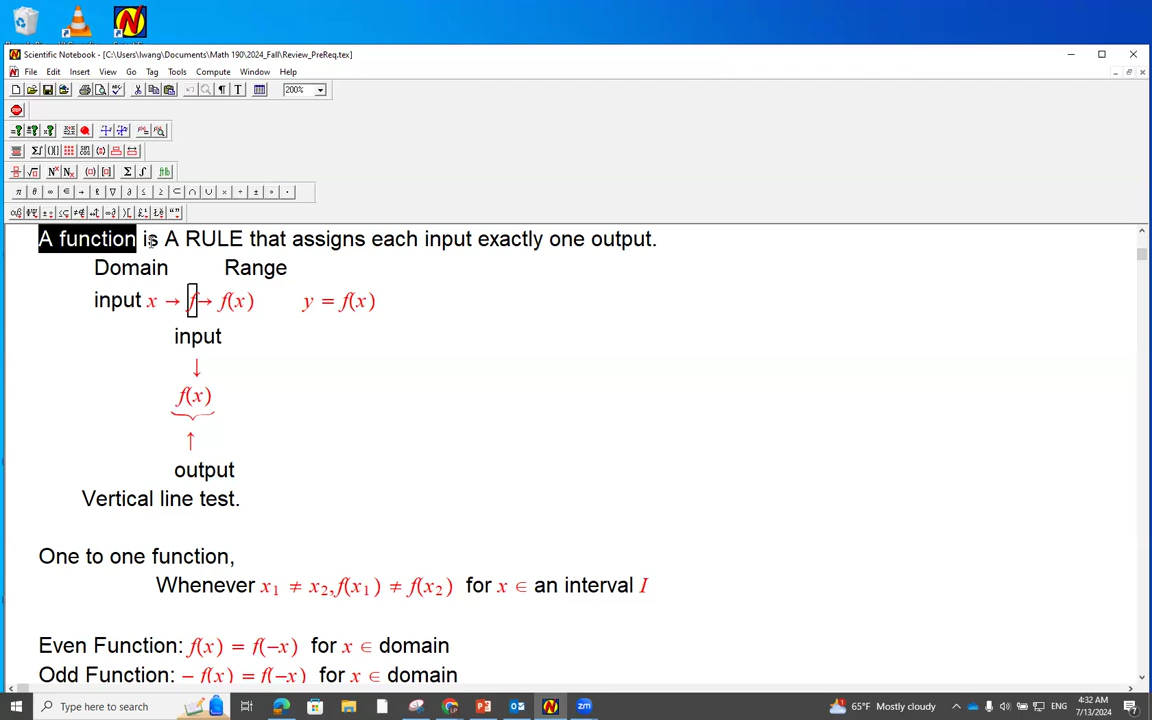 Scientific Notebook - [C:\Users\lwang\Documents\Math 190\2024_Fall\Review_PreReq.tex]
File Edit Insert View Go Tag Tools Compute Window Help
200%
A function is A RULE that assigns each input exactly one output.
Domain Range
input x → f → f(x) y = f(x)
input
↓
f(x)
↑
output
Vertical line test.
One to one function,
Whenever x₁ ≠ x₂, f(x₁) ≠ f(x₂) for x ∈ an interval I
Even Function: f(x) = f(−x) for x ∈ domain
Odd Function: − f(x) = f(−x) for x ∈ domain
Type here to search
65°F Mostly cloudy
ENG
4:32 AM
7/13/2024